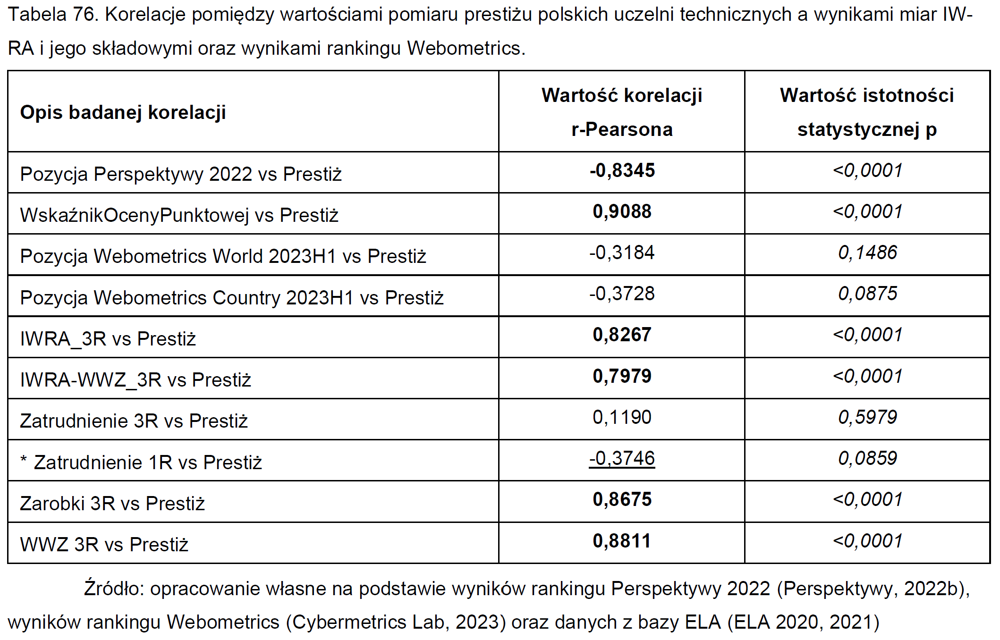 Tabela 76. Korelacje pomiędzy wartościami pomiaru prestiżu polskich uczelni technicznych a wynikami miar IW-
RA i jego składowymi oraz wynikami rankingu Webometrics.
Opis badanej korelacji
Wartość korelacji
r-Pearsona
Wartość istotności
statystycznej p
Pozycja Perspektywy 2022 vs Prestiż -0,8345 <0,0001
WskaźnikOcenyPunktowej vs Prestiż 0,9088 <0,0001
Pozycja Webometrics World 2023H1 vs Prestiż -0,3184 0,1486
Pozycja Webometrics Country 2023H1 vs Prestiż -0,3728 0,0875
IWRA_3R vs Prestiż 0,8267 <0,0001
IWRA-WWZ_3R vs Prestiż 0,7979 <0,0001
Zatrudnienie 3R vs Prestiż 0,1190 0,5979
* Zatrudnienie 1R vs Prestiż -0,3746 0,0859
Zarobki 3R vs Prestiż 0,8675 <0,0001
WWZ 3R vs Prestiż 0,8811 <0,0001
Źródło: opracowanie własne na podstawie wyników rankingu Perspektywy 2022 (Perspektywy, 2022b),
wyników rankingu Webometrics (Cybermetrics Lab, 2023) oraz danych z bazy ELA (ELA 2020, 2021)